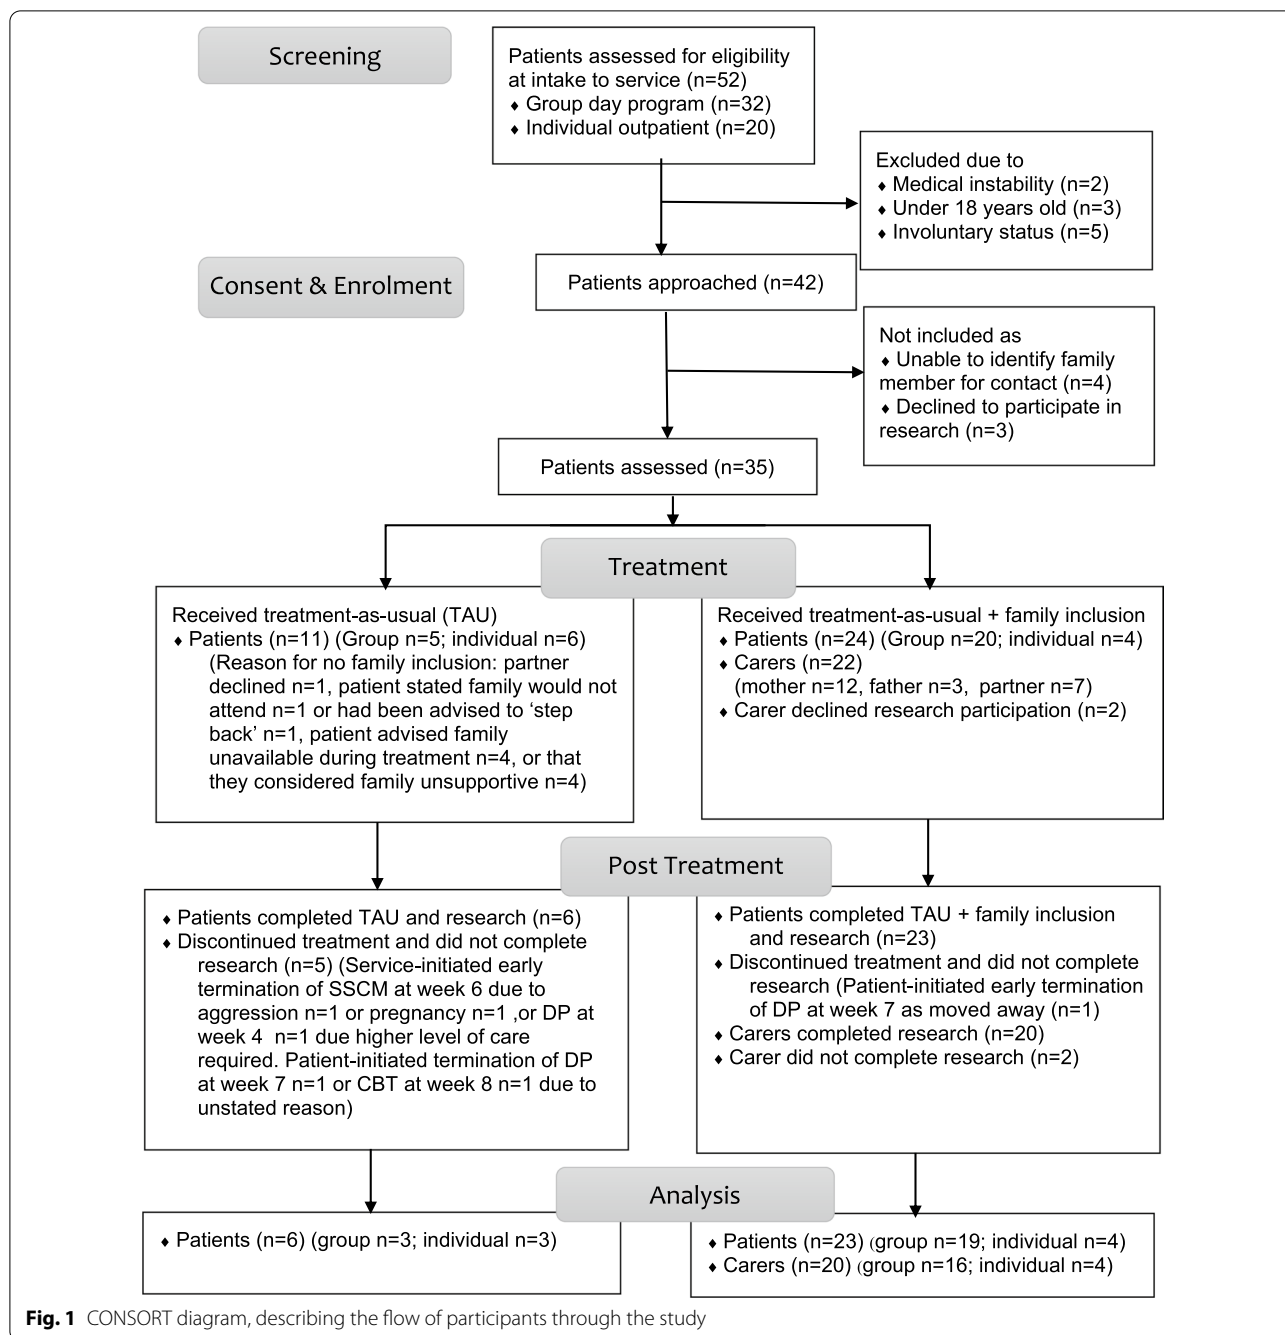 Screening
Patients assessed for eligibility
at intake to service (n=52)
♦ Group day program (n=32)
♦ Individual outpatient (n=20)
Excluded due to
♦ Medical instability (n=2)
♦ Under 18 years old (n=3)
♦ Involuntary status (n=5)
Consent & Enrolment
Patients approached (n=42)
Not included as
♦ Unable to identify family
member for contact (n=4)
♦ Declined to participate in
research (n=3)
Patients assessed (n=35)
Treatment
Received treatment-as-usual (TAU)
♦ Patients (n=11) (Group n=5; individual n=6)
(Reason for no family inclusion: partner
declined n=1, patient stated family would not
attend n=1 or had been advised to ‘step
back’ n=1, patient advised family
unavailable during treatment n=4, or that
they considered family unsupportive n=4)
Received treatment-as-usual + family inclusion
♦ Patients (n=24) (Group n=20; individual n=4)
♦ Carers (n=22)
(mother n=12, father n=3, partner n=7)
♦ Carer declined research participation (n=2)
Post Treatment
♦ Patients completed TAU and research (n=6)
♦ Discontinued treatment and did not complete
research (n=5) (Service-initiated early
termination of SSCM at week 6 due to
aggression n=1 or pregnancy n=1 ,or DP at
week 4 n=1 due higher level of care
required. Patient-initiated termination of DP
at week 7 n=1 or CBT at week 8 n=1 due to
unstated reason)
♦ Patients completed TAU + family inclusion
and research (n=23)
♦ Discontinued treatment and did not complete
research (Patient-initiated early termination
of DP at week 7 as moved away (n=1)
♦ Carers completed research (n=20)
♦ Carer did not complete research (n=2)
Analysis
♦ Patients (n=6) (group n=3; individual n=3)
♦ Patients (n=23) (group n=19; individual n=4)
♦ Carers (n=20) (group n=16; individual n=4)
Fig. 1 CONSORT diagram, describing the flow of participants through the study